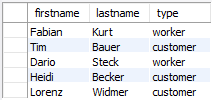 firstname lastname type
Fabian Kurt worker
Tim Bauer customer
Dario Steck worker
Heidi Becker customer
Lorenz Widmer customer